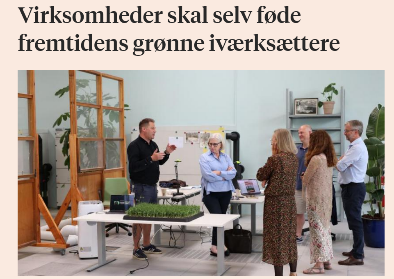 Virksomheder skal selv føde
fremtidens grønne iværksættere